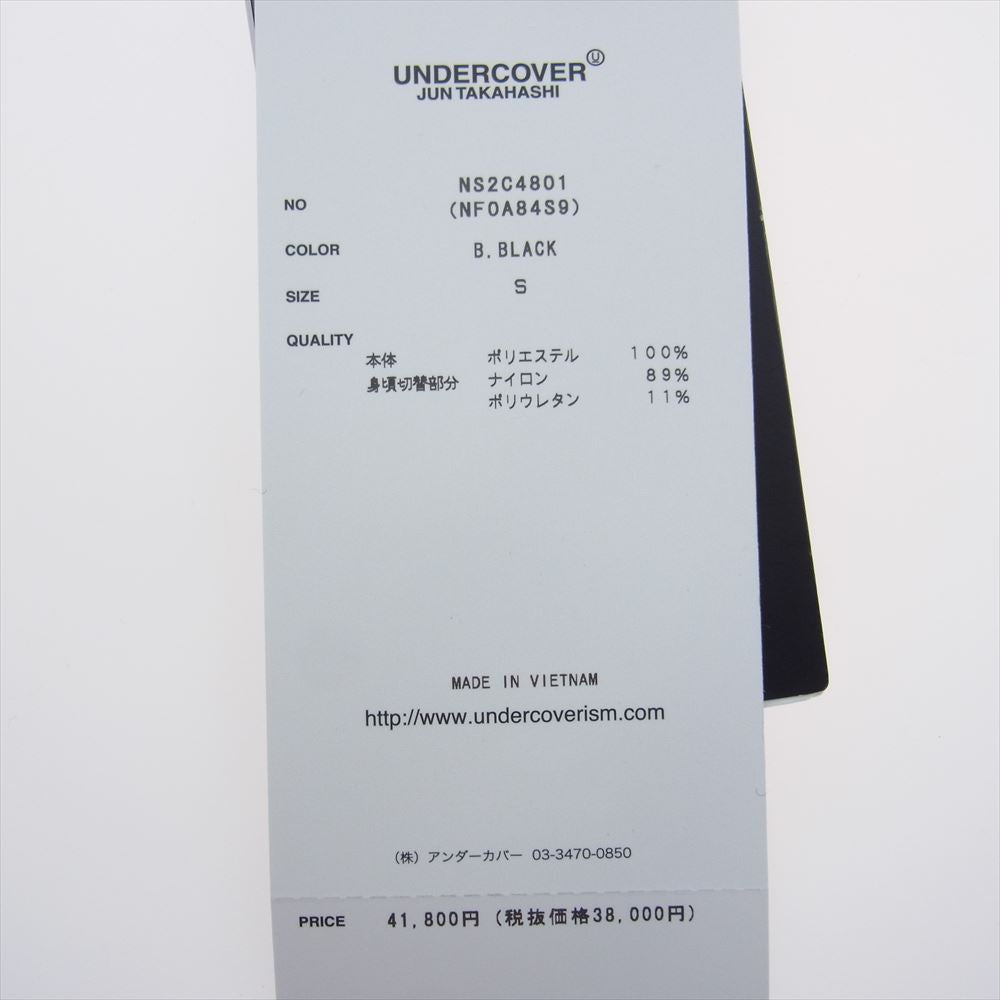 UNDERCOVER Ⓤ
JUN TAKAHASHI
NO NS2C4801
(NF0A84S9)
COLOR B.BLACK
SIZE S
QUALITY
本体 ポリエステル 100%
身頃切替部分 ナイロン 89%
ポリウレタン 11%
MADE IN VIETNAM
http://www.undercoverism.com
(株) アンダーカバー 03-3470-0850
PRICE 41,800円 (税抜価格38,000円)